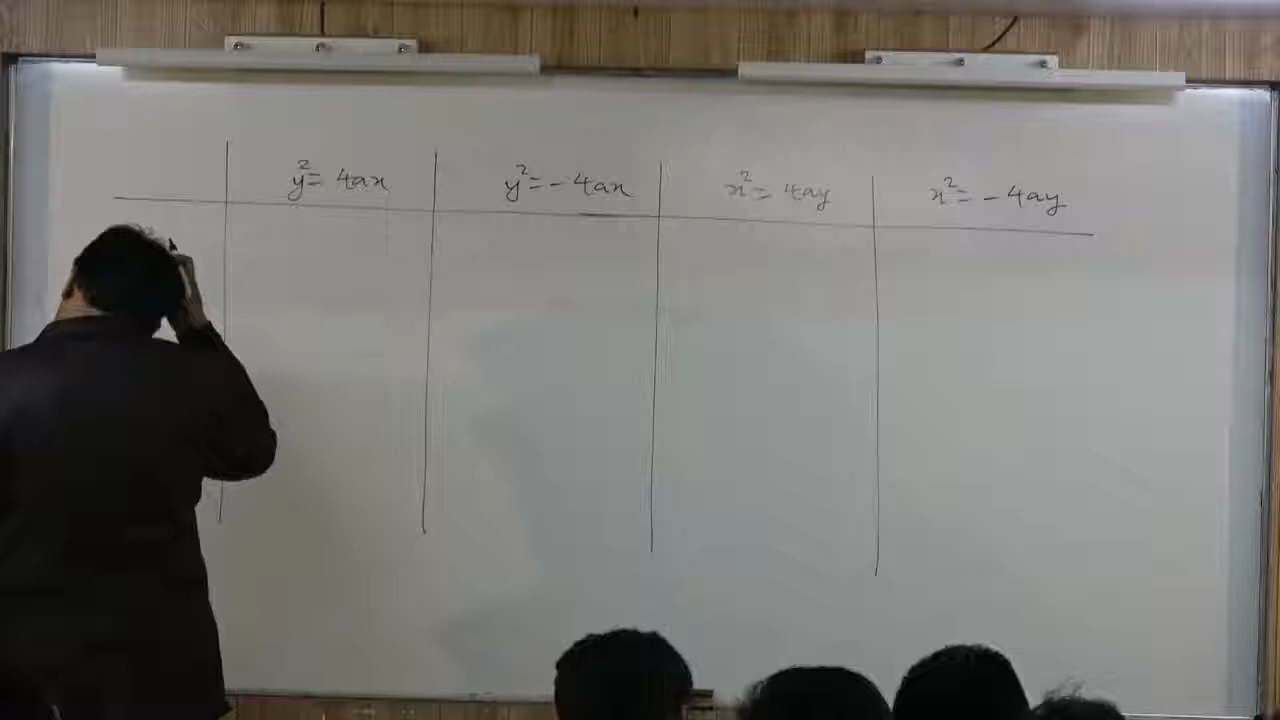 y² = 4ax
y² = - 4ax
x² = 4ay
x² = - 4ay